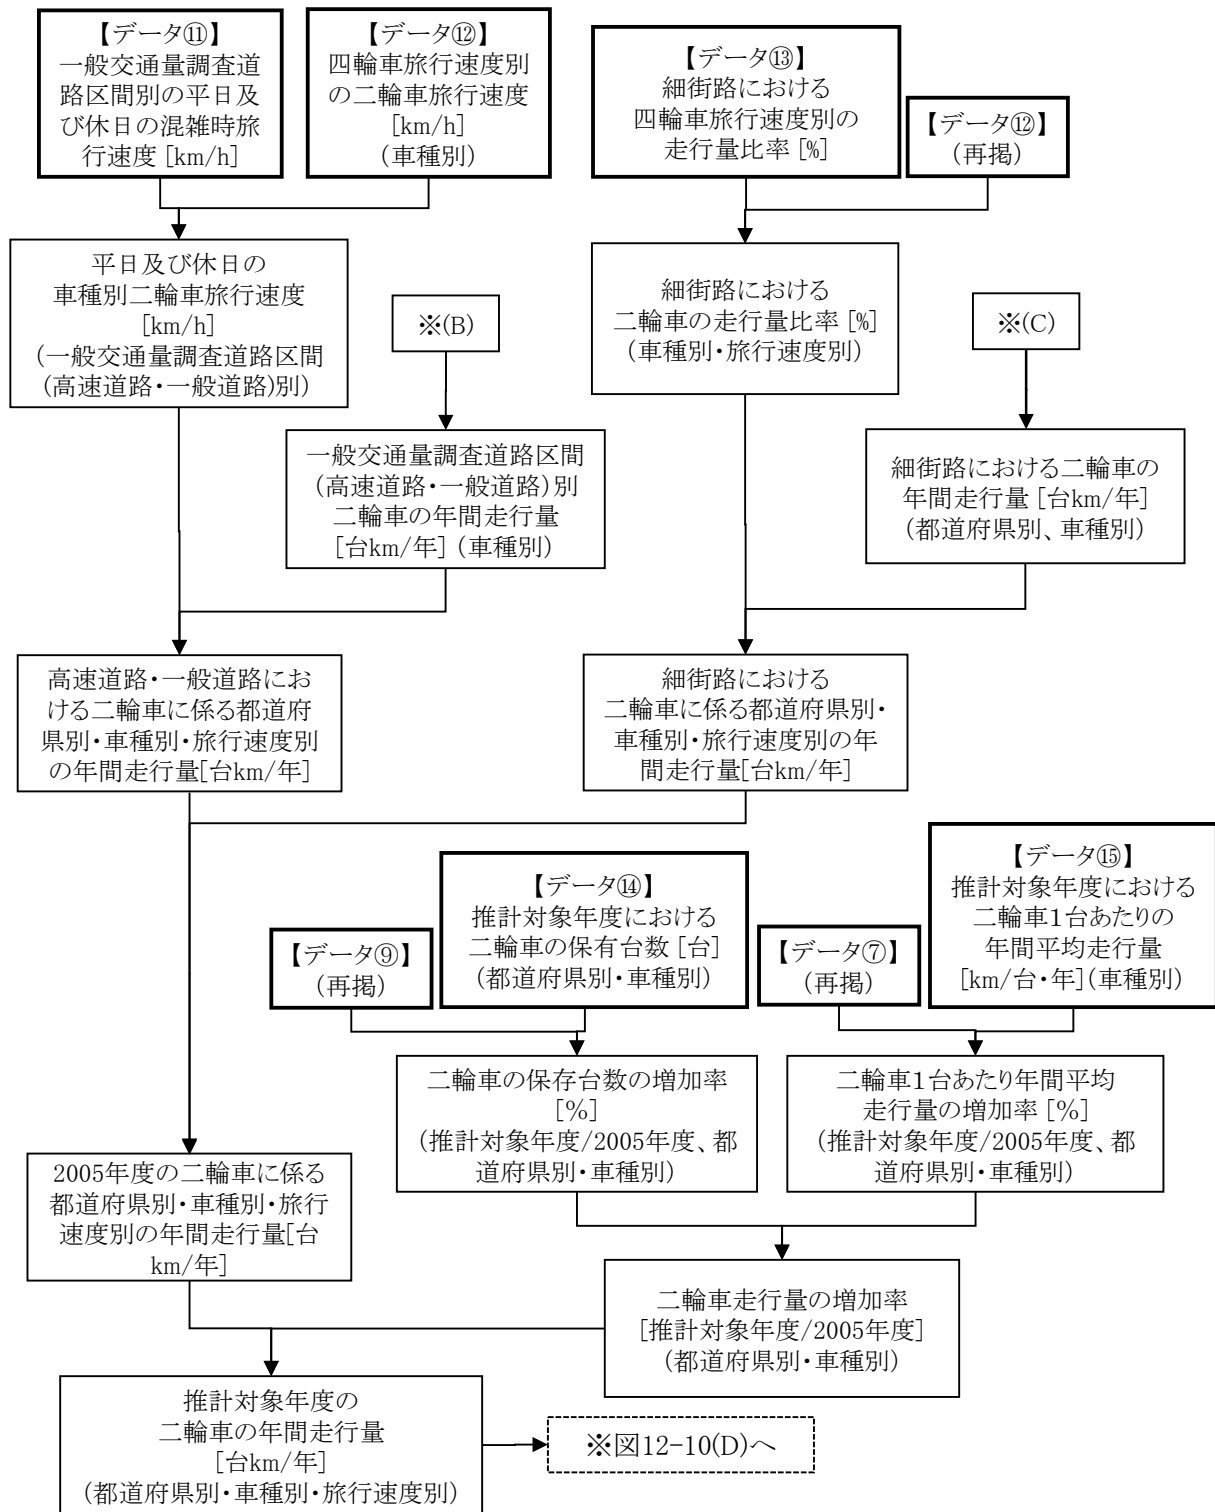 【データ⑪】
一般交通量調査道
路区間別の平日及
び休日の混雑時旅
行速度 [km/h]
【データ⑫】
四輪車旅行速度別
の二輪車旅行速度
[km/h]
(車種別)
【データ⑬】
細街路における
四輪車旅行速度別の
走行量比率 [%]
【データ⑫】
(再掲)
平日及び休日の
車種別二輪車旅行速度
[km/h]
(一般交通量調査道路区間
(高速道路・一般道路)別)
※(B)
細街路における
二輪車の走行量比率 [%]
(車種別・旅行速度別)
※(C)
一般交通量調査道路区間
(高速道路・一般道路)別
二輪車の年間走行量
[台km/年] (車種別)
細街路における二輪車の
年間走行量 [台km/年]
(都道府県別、車種別)
高速道路・一般道路にお
ける二輪車に係る都道府
県別・車種別・旅行速度別
の年間走行量[台km/年]
細街路における
二輪車に係る都道府県別・
車種別・旅行速度別の年
間走行量[台km/年]
【データ⑨】
(再掲)
【データ⑭】
推計対象年度における
二輪車の保有台数 [台]
(都道府県別・車種別)
【データ⑦】
(再掲)
【データ⑮】
推計対象年度における
二輪車1台あたりの
年間平均走行量
[km/台・年](車種別)
二輪車の保存台数の増加率
[%]
(推計対象年度/2005年度、都
道府県別・車種別)
二輪車1台あたり年間平均
走行量の増加率 [%]
(推計対象年度/2005年度、都
道府県別・車種別)
2005年度の二輪車に係る
都道府県別・車種別・旅行
速度別の年間走行量[台
km/年]
二輪車走行量の増加率
[推計対象年度/2005年度]
(都道府県別・車種別)
推計対象年度の
二輪車の年間走行量
[台km/年]
(都道府県別・車種別・旅行速度別)
※図12-10(D)へ